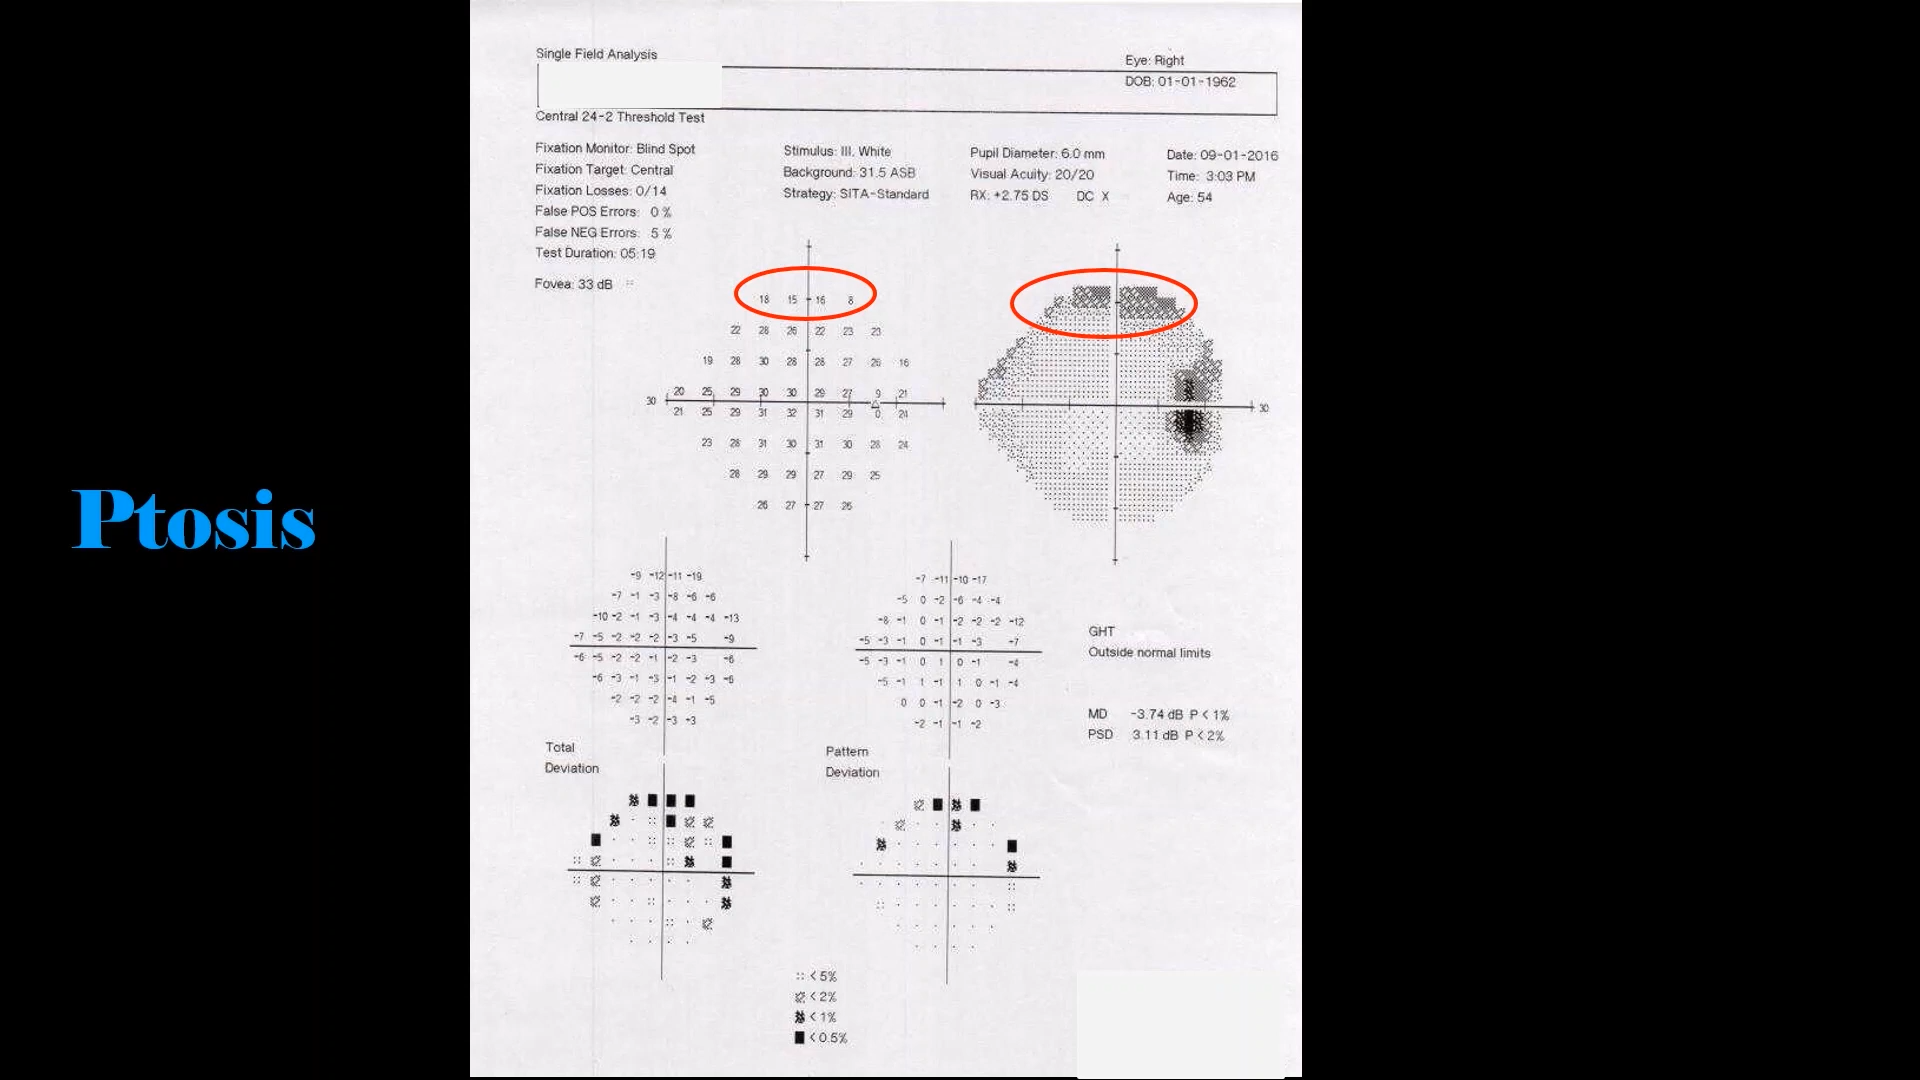 Ptosis
Single Field Analysis
Eye: Right
DOB: 01-01-1962
Central 24-2 Threshold Test
Fixation Monitor: Blind Spot
Fixation Target: Central
Fixation Losses: 0/14
False POS Errors: 0 %
False NEG Errors: 5 %
Test Duration: 05:19
Fovea: 33 dB ::
Stimulus: III, White
Background: 31.5 ASB
Strategy: SITA-Standard
Pupil Diameter: 6.0 mm
Visual Acuity: 20/20
RX: +2.75 DS DC X
Date: 09-01-2016
Time: 3:03 PM
Age: 54
18 15 16 8
22 28 26 22 23 23
19 28 30 28 28 27 26 16
20 25 29 30 30 29 27 9 21
30
21 25 29 31 32 31 29 0 24
23 28 31 30 31 30 28 24
28 29 29 27 29 25
26 27 27 26
30
-9 -12 -11 -19
-7 -1 -3 -8 -6 -6
-10 -2 -1 -3 -4 -4 -4 -13
-7 -5 -2 -2 -2 -3 -5 -9
-6 -5 -2 -2 -1 -2 -3 -6
-6 -3 -1 -3 -1 -2 -3 -6
-2 -2 -2 -4 -1 -5
-3 -2 -3 -3
Total
Deviation
-7 -11 -10 -17
-5 0 -2 -6 -4 -4
-8 -1 0 -1 -2 -2 -2 -12
-5 -3 -1 0 -1 -1 -3 -7
-5 -3 -1 0 1 0 -1 -4
-5 -1 1 -1 1 0 -1 -4
0 0 -1 -2 0 -3
-2 -1 -1 -2
Pattern
Deviation
GHT
Outside normal limits
MD -3.74 dB P < 1%
PSD 3.11 dB P < 2%
:: < 5%
< 2%
< 1%
< 0.5%